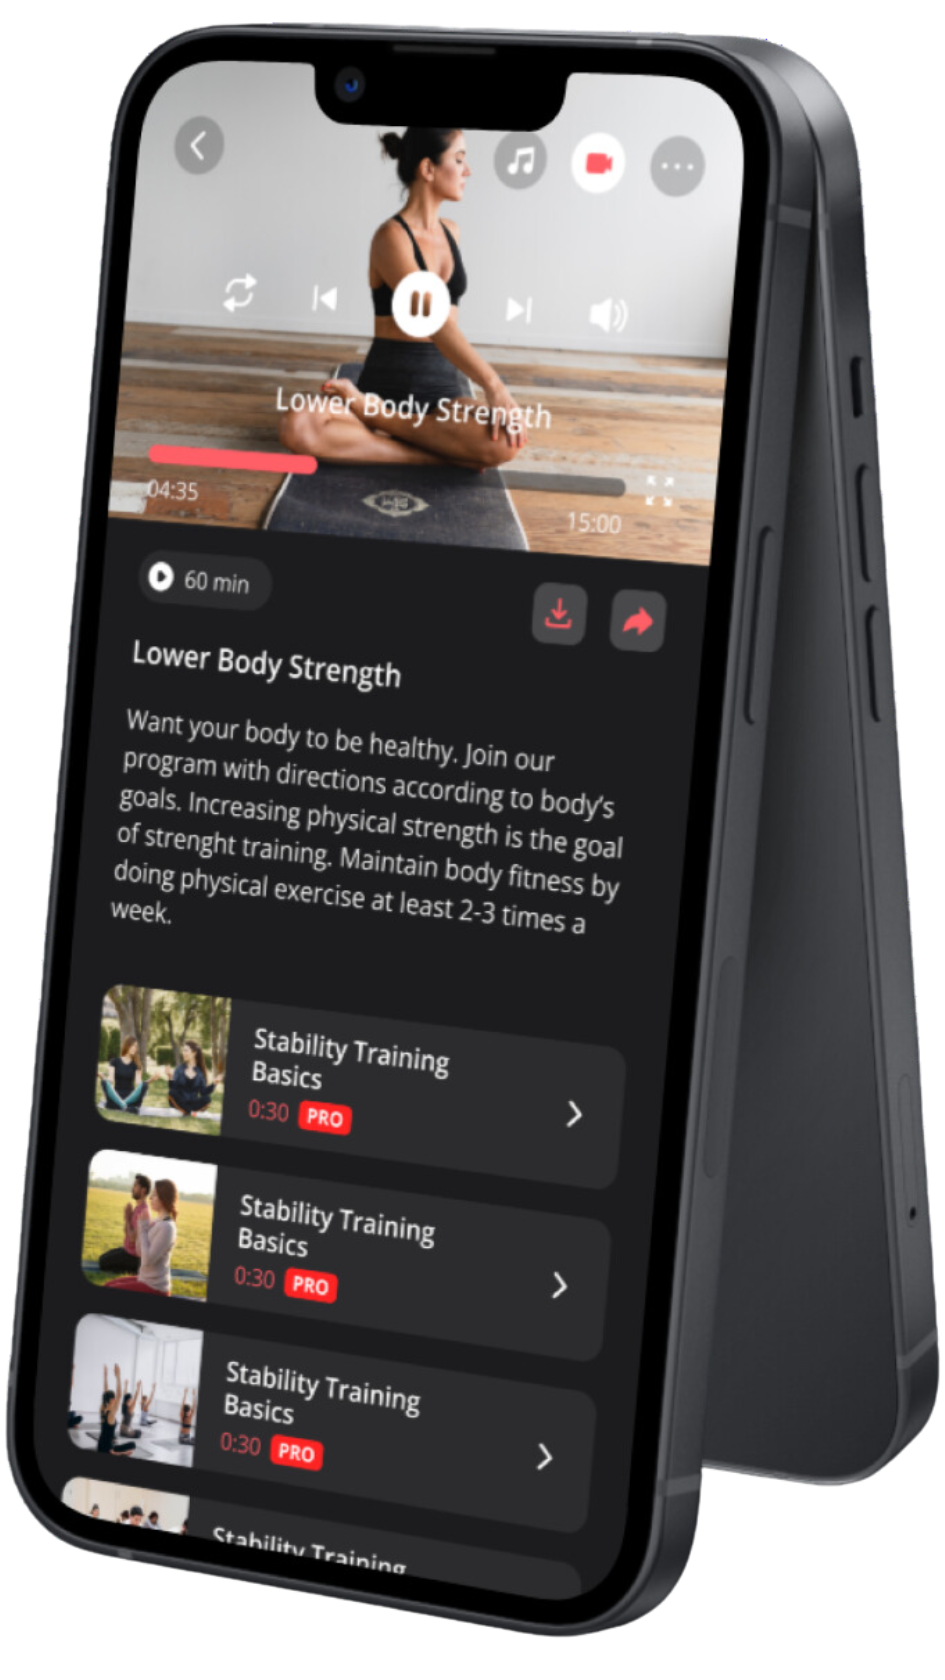 Lower Body Strength
04:35
15:00
60 min
Lower Body Strength
Want your body to be healthy. Join our
program with directions according to body's
goals. Increasing physical strength is the goal
of strenght training. Maintain body fitness by
doing physical exercise at least 2-3 times a
week.
Stability Training
Basics
0:30 PRO
Stability Training
Basics
0:30 PRO
Stability Training
Basics
0:30 PRO
Stability Training